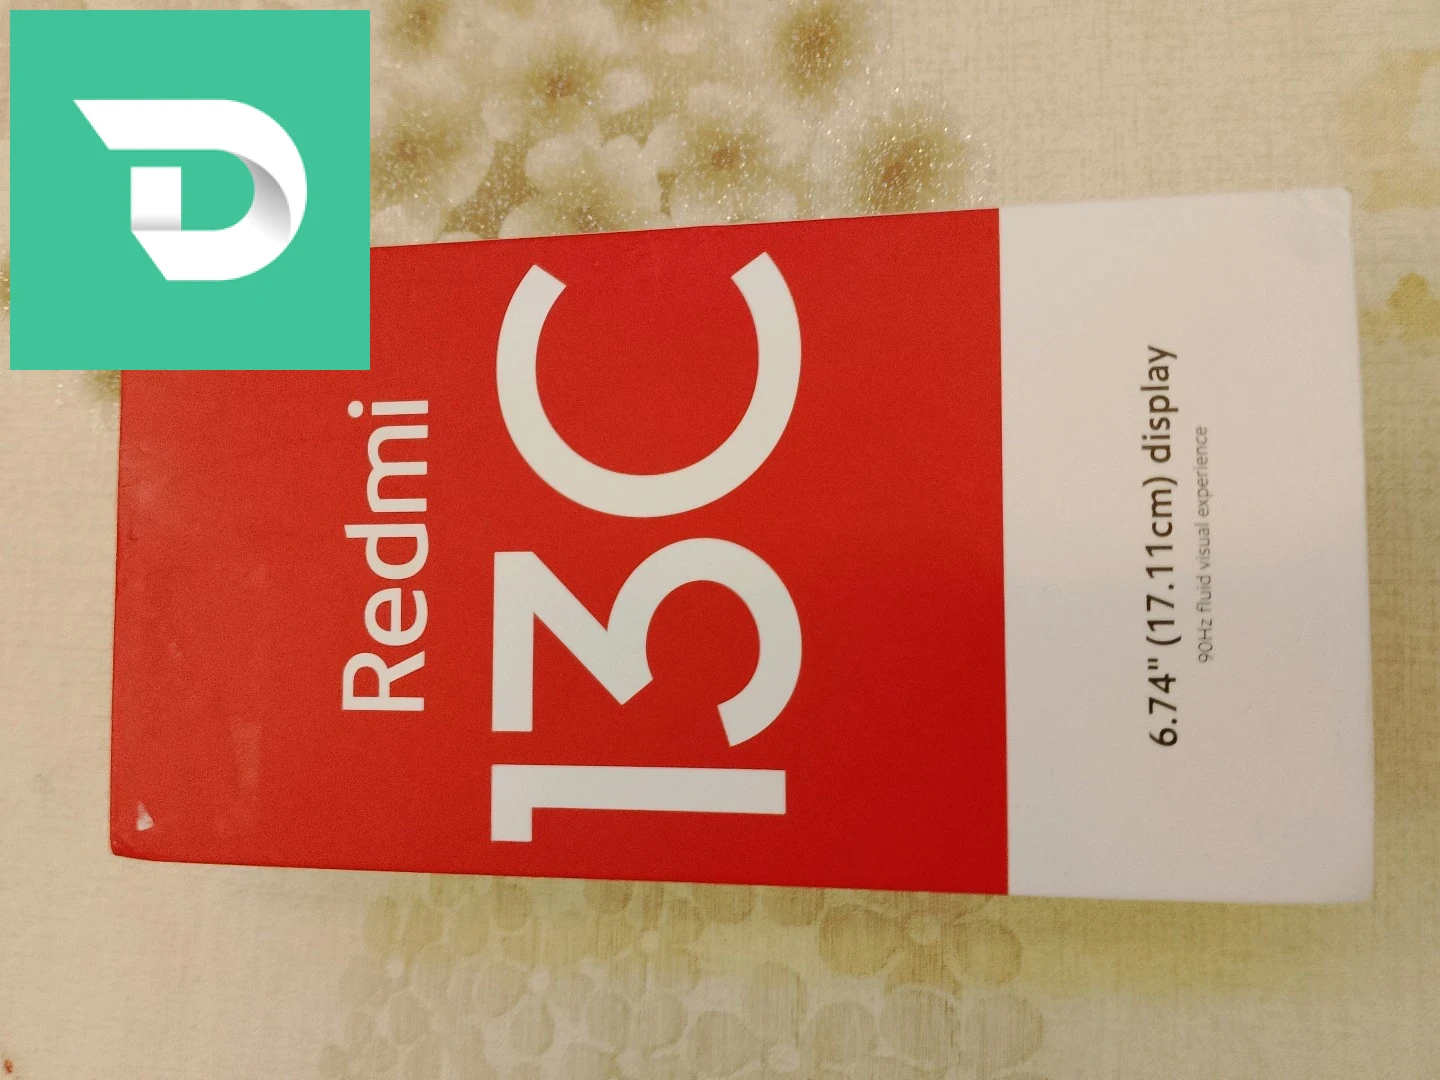 Redmi
13C
6.74" (17.11cm) display
90Hz fluid visual experience